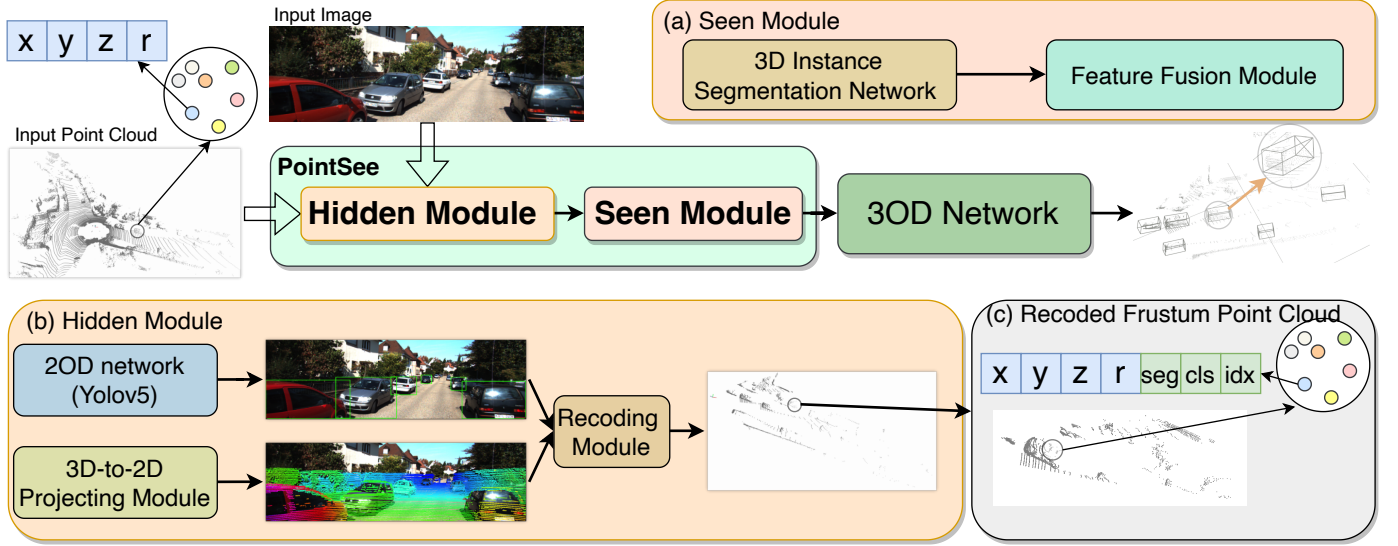 Input Image
x y z r
Input Point Cloud
(a) Seen Module
3D Instance
Segmentation Network
Feature Fusion Module
PointSee
Hidden Module
Seen Module
3OD Network
(b) Hidden Module
2OD network
(Yolov5)
3D-to-2D
Projecting Module
Recoding
Module
(c) Recoded Frustum Point Cloud
x y z r seg cls idx